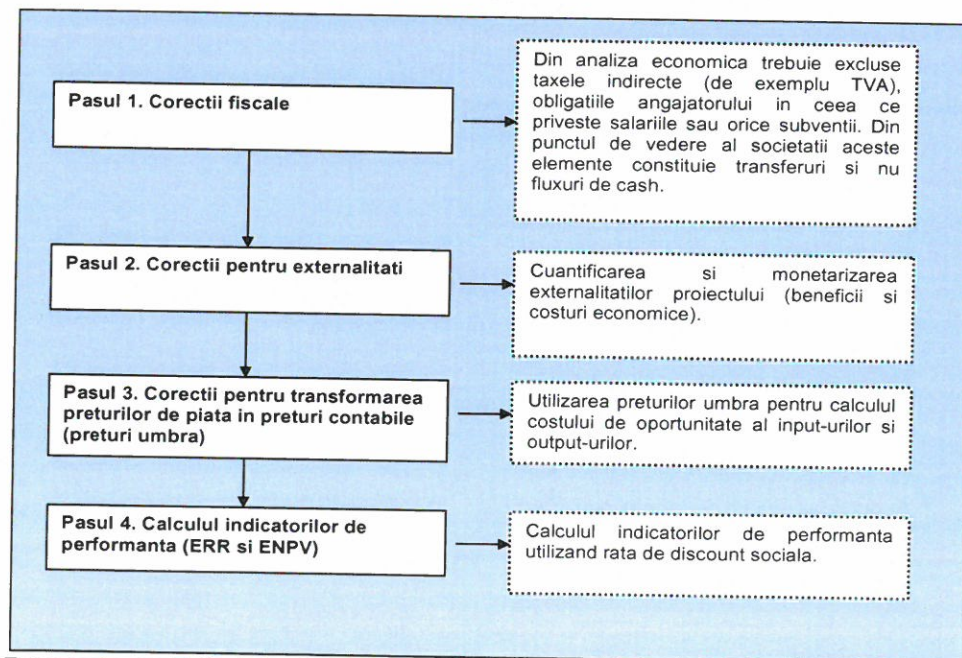 Pasul 1. Corectii fiscale
Din analiza economica trebuie excluse
taxele indirecte (de exemplu TVA),
obligatiile angajatorului in ceea ce
priveste salariile sau orice subventii. Din
punctul de vedere al societatii aceste
elemente constituie transferuri si nu
fluxuri de cash.
Pasul 2. Corectii pentru externalitati
Cuantificarea si monetarizarea
externalitatilor proiectului (beneficii si
costuri economice).
Pasul 3. Corectii pentru transformarea
preturilor de piata in preturi contabile
(preturi umbra)
Utilizarea preturilor umbra pentru calculul
costului de oportunitate al input-urilor si
output-urilor.
Pasul 4. Calculul indicatorilor de
performanta (ERR si ENPV)
Calculul indicatorilor de performanta
utilizand rata de discount sociala.